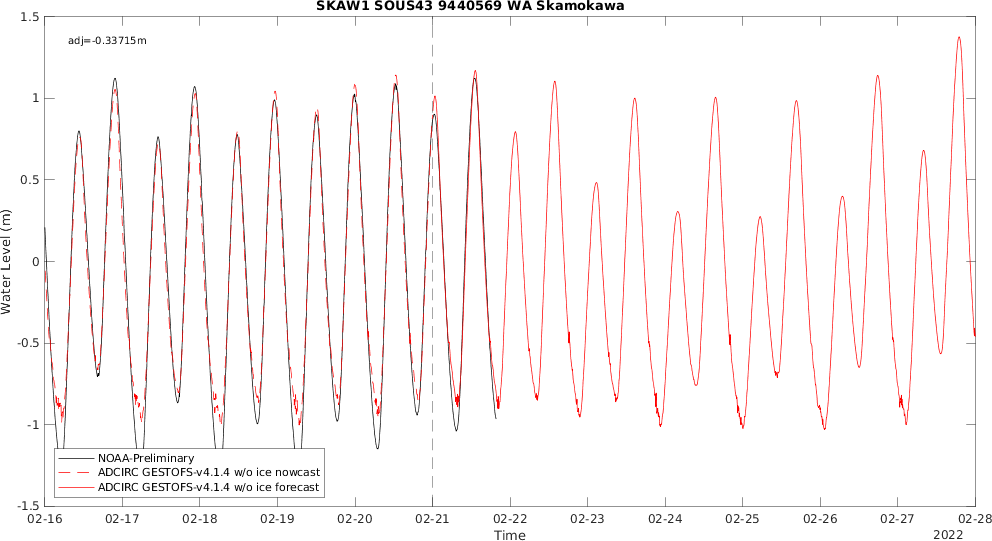 SKAW1 SOUS43 9440569 WA Skamokawa
adj=-0.33715m
1.5
1
0.5
0
-0.5
-1
-1.5
Water Level (m)
NOAA-Preliminary
ADCIRC GESTOFS-v4.1.4 w/o ice nowcast
ADCIRC GESTOFS-v4.1.4 w/o ice forecast
02-16 02-17 02-18 02-19 02-20 02-21 02-22 02-23 02-24 02-25 02-26 02-27 02-28
Time
2022